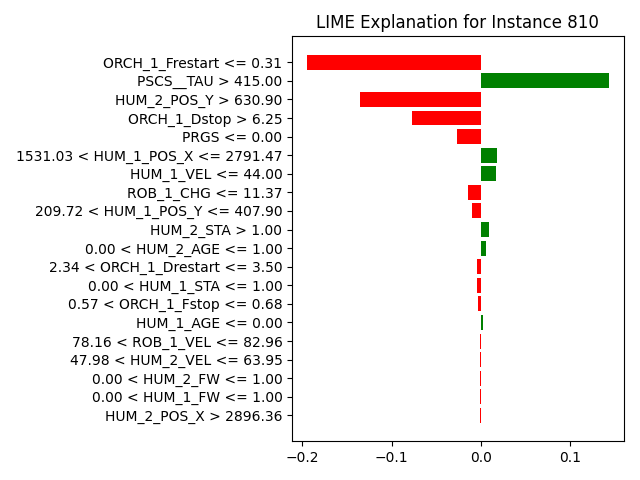 LIME Explanation for Instance 810
ORCH_1_Frestart <= 0.31
PSCS__TAU > 415.00
HUM_2_POS_Y > 630.90
ORCH_1_Dstop > 6.25
PRGS <= 0.00
1531.03 < HUM_1_POS_X <= 2791.47
HUM_1_VEL <= 44.00
ROB_1_CHG <= 11.37
209.72 < HUM_1_POS_Y <= 407.90
HUM_2_STA > 1.00
0.00 < HUM_2_AGE <= 1.00
2.34 < ORCH_1_Drestart <= 3.50
0.00 < HUM_1_STA <= 1.00
0.57 < ORCH_1_Fstop <= 0.68
HUM_1_AGE <= 0.00
78.16 < ROB_1_VEL <= 82.96
47.98 < HUM_2_VEL <= 63.95
0.00 < HUM_2_FW <= 1.00
0.00 < HUM_1_FW <= 1.00
HUM_2_POS_X > 2896.36
−0.2 −0.1 0.0 0.1